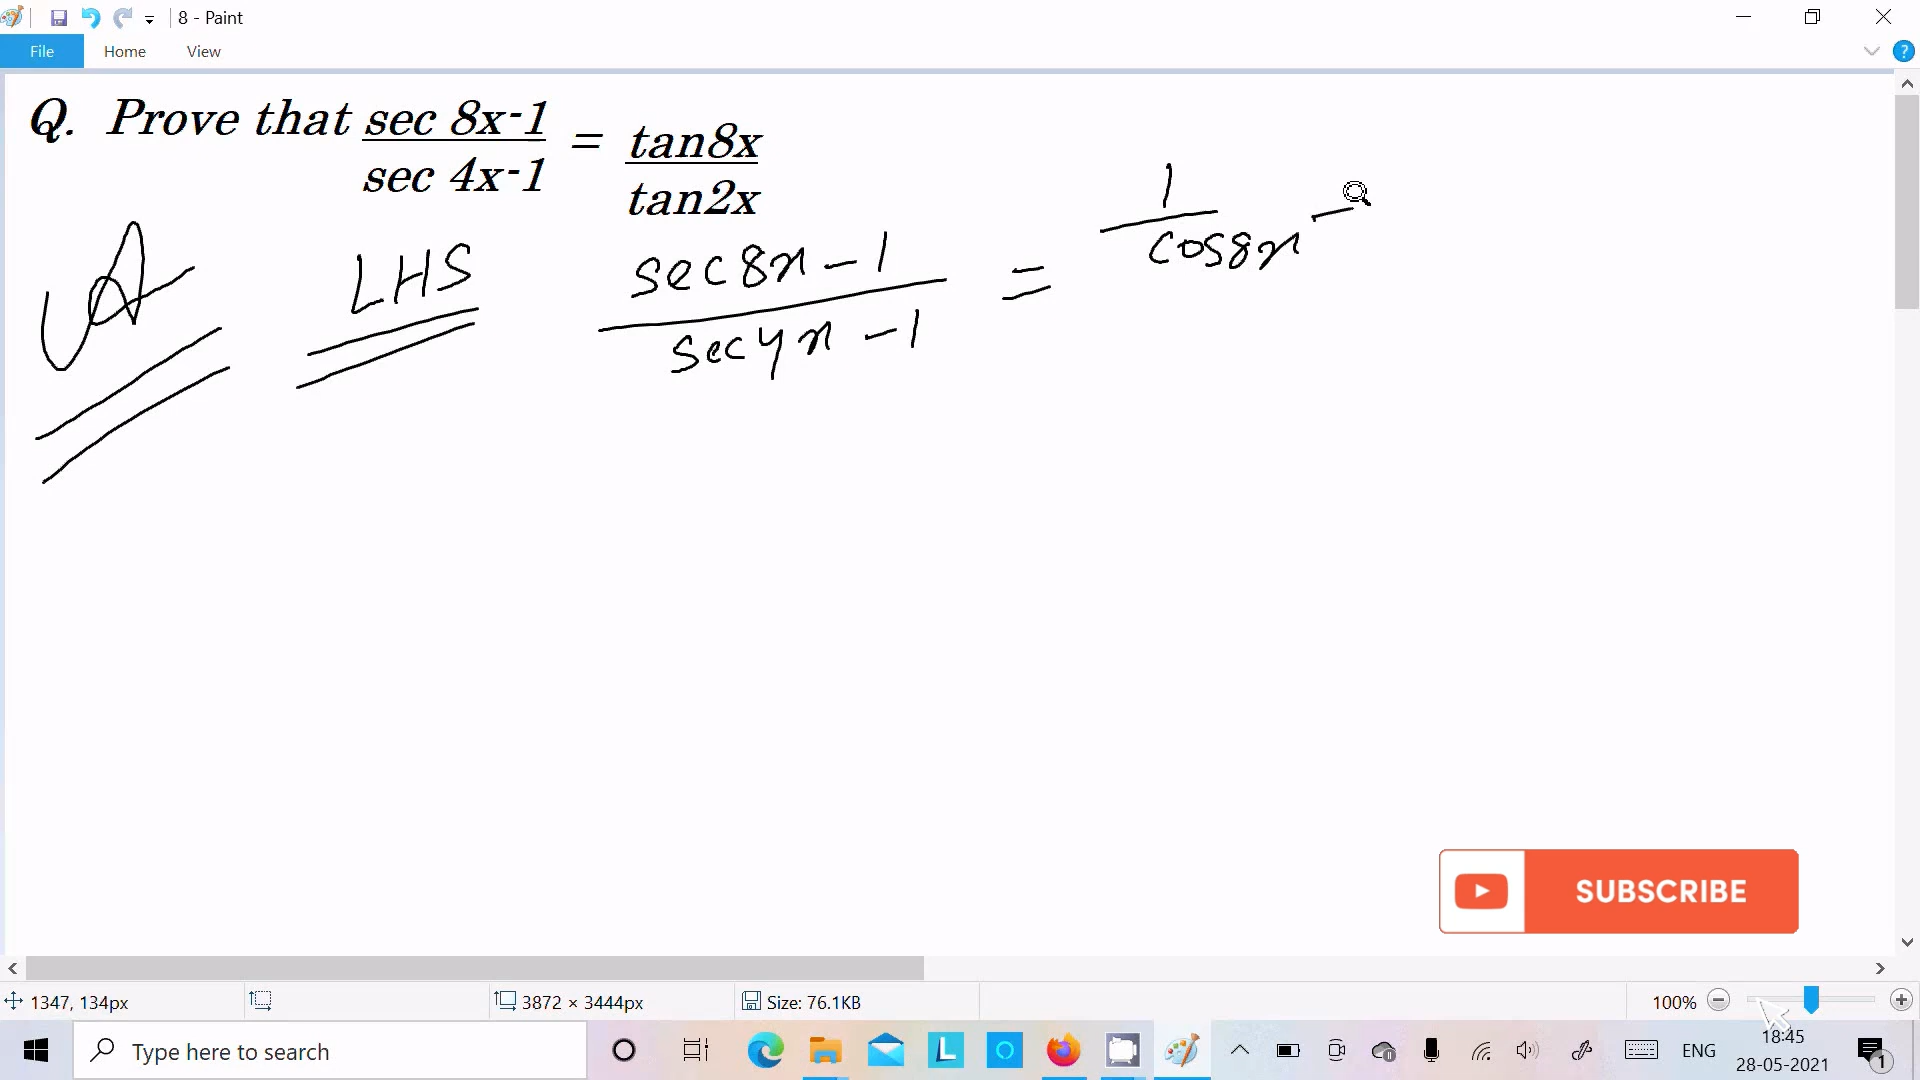 8 - Paint
File Home View
Q. Prove that sec 8x-1 = tan8x
sec 4x-1 tan2x
A LHS sec8x - 1 = 1
sec4x - 1 cos8x -
SUBSCRIBE
1347, 134px 3872 × 3444px Size: 76.1KB 100%
Type here to search L ENG 18:45
28-05-2021 1